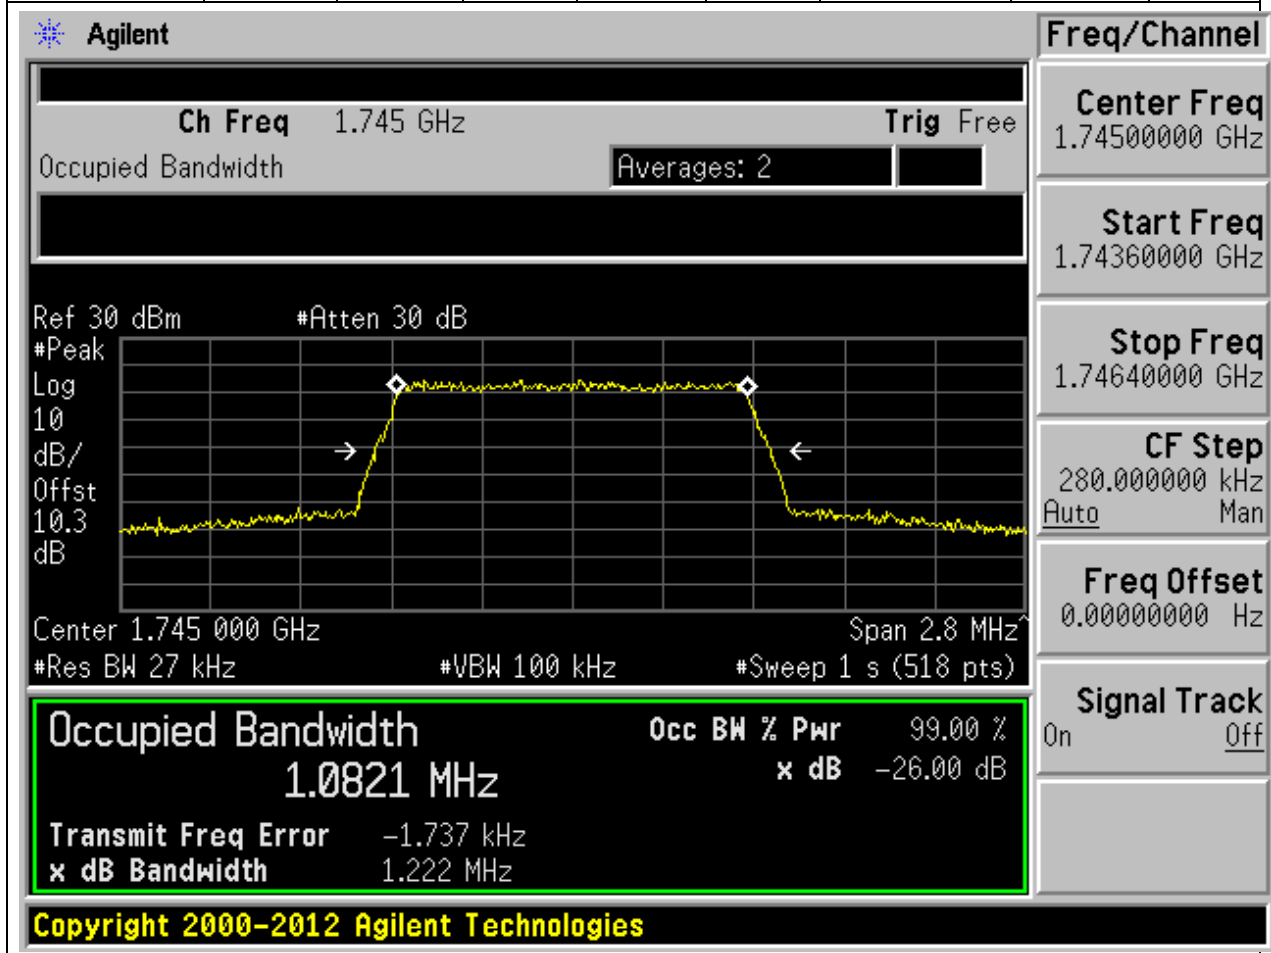 Agilent
Freq/Channel
Ch Freq 1.745 GHz Trig Free
Occupied Bandwidth Averages: 2
Center Freq
1.74500000 GHz
Start Freq
1.74360000 GHz
Stop Freq
1.74640000 GHz
CF Step
280.000000 kHz
Auto Man
Freq Offset
0.00000000 Hz
Signal Track
On Off
Ref 30 dBm #Atten 30 dB
#Peak
Log
10
dB/
Offst
10.3
dB
Center 1.745 000 GHz Span 2.8 MHz^
#Res BW 27 kHz #VBW 100 kHz #Sweep 1 s (518 pts)
Occupied Bandwidth Occ BW % Pwr 99.00 %
1.0821 MHz x dB -26.00 dB
Transmit Freq Error -1.737 kHz
x dB Bandwidth 1.222 MHz
Copyright 2000-2012 Agilent Technologies